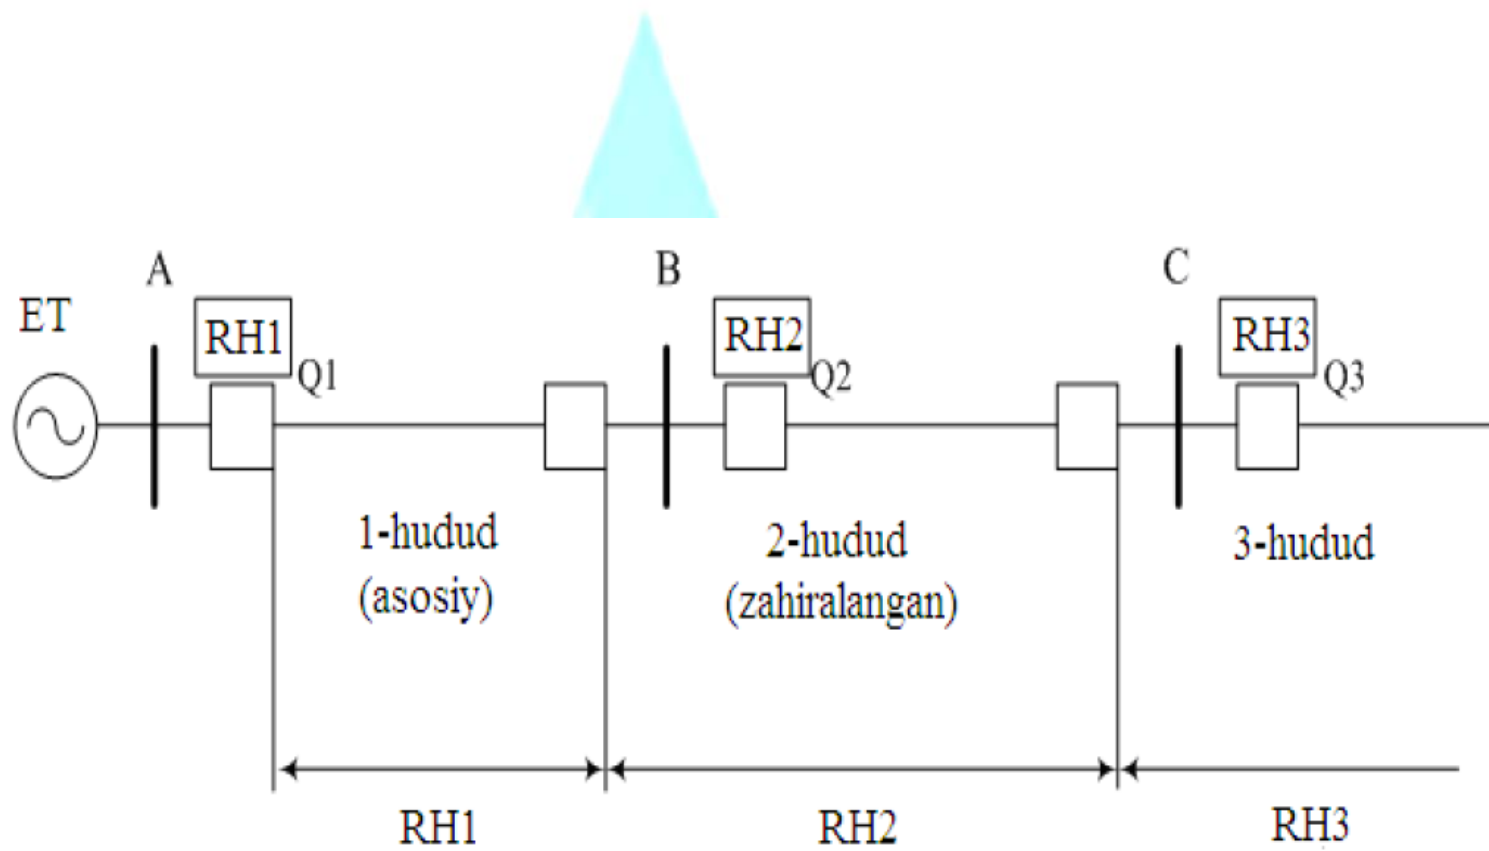 A
B
C
ET
RH1
RH2
RH3
Q1
Q2
Q3
1-hudud
(asosiy)
2-hudud
(zahiralangan)
3-hudud
RH1
RH2
RH3